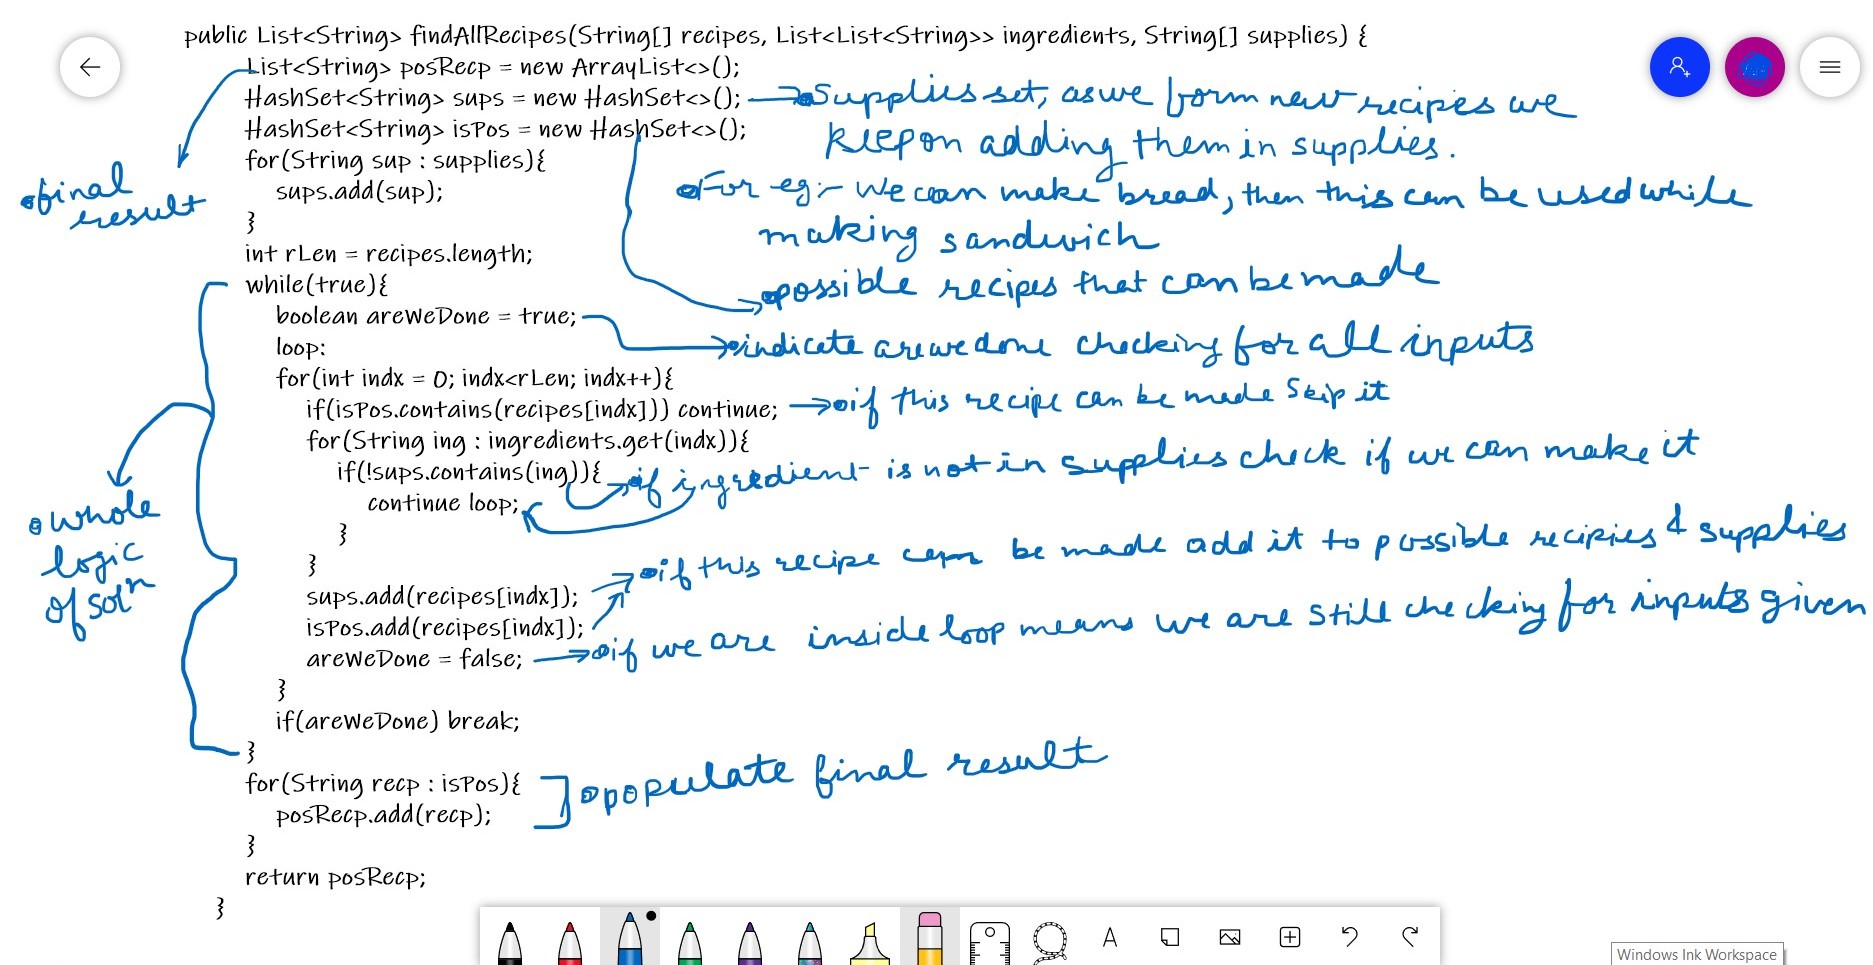 public List<String> findAllRecipes(String[] recipes, List<List<String>> ingredients, String[] supplies) {
List<String> posRecp = new ArrayList<>();
HashSet<String> sups = new HashSet<>();
Supplies set, as we form new recipes we
keep on adding them in supplies.
For eg:- We can make bread, then this can be used while
making sandwich
HashSet<String> isPos = new HashSet<>();
possible recipes that can be made
for(String sup : supplies){
sups.add(sup);
}
final
result
int rLen = recipes.length;
while(true){
boolean areWeDone = true;
indicate are we done checking for all inputs
loop:
for(int indx = 0; indx<rLen; indx++){
if(isPos.contains(recipes[indx])) continue;
if this recipe can be made Skip it
for(String ing : ingredients.get(indx)){
if(!sups.contains(ing)){
if ingredient is not in supplies check if we can make it
continue loop;
}
}
whole
logic
of solⁿ
sups.add(recipes[indx]);
if this recipe can be made add it to possible recipies & supplies
isPos.add(recipes[indx]);
areWeDone = false;
if we are inside loop means we are still checking for inputs given
}
if(areWeDone) break;
}
for(String recp : isPos){
posRecp.add(recp);
populate final result
}
return posRecp;
}
A
Windows Ink Workspace